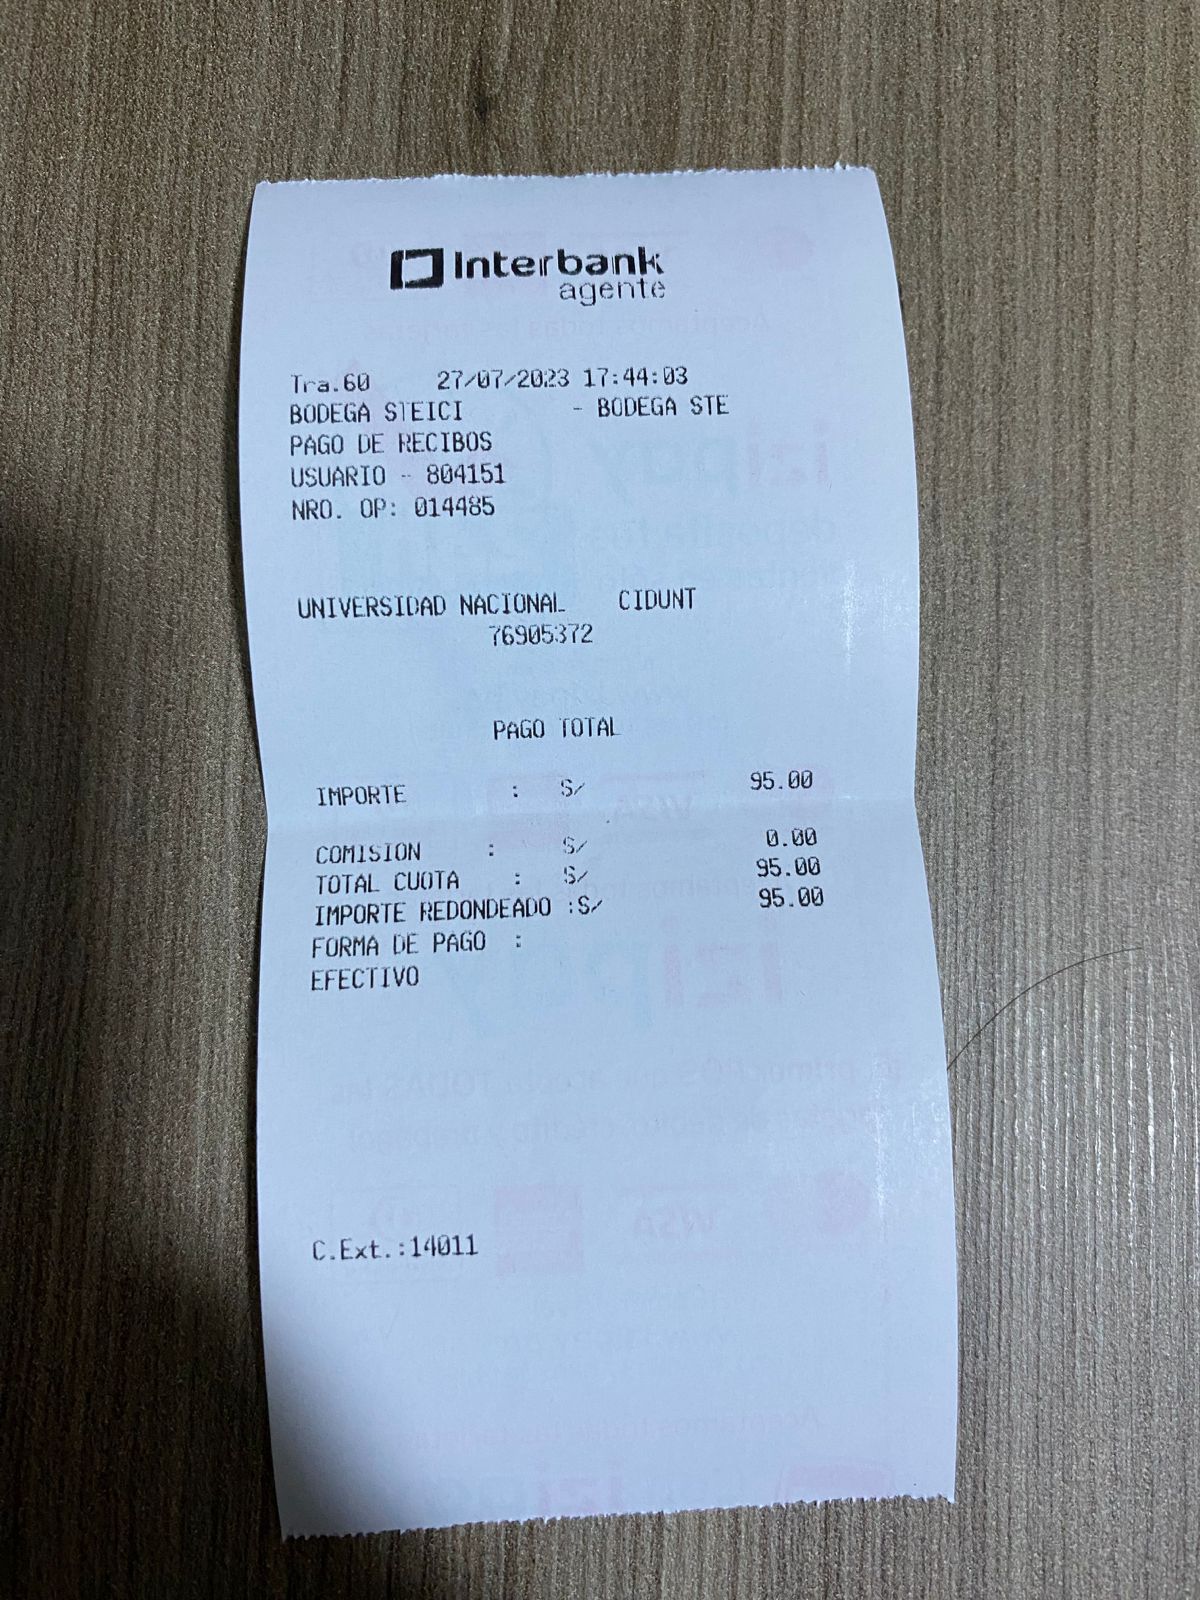 Interbank
agente
Tra.60 27/07/2023 17:44:03
BODEGA STEICI - BODEGA STE
PAGO DE RECIBOS
USUARIO - 804151
NRO. OP: 014485
UNIVERSIDAD NACIONAL CIDUNT
76905372
PAGO TOTAL
IMPORTE : S/ 95.00
COMISION : S/ 0.00
TOTAL CUOTA : S/ 95.00
IMPORTE REDONDEADO :S/ 95.00
FORMA DE PAGO :
EFECTIVO
C.Ext.:14011